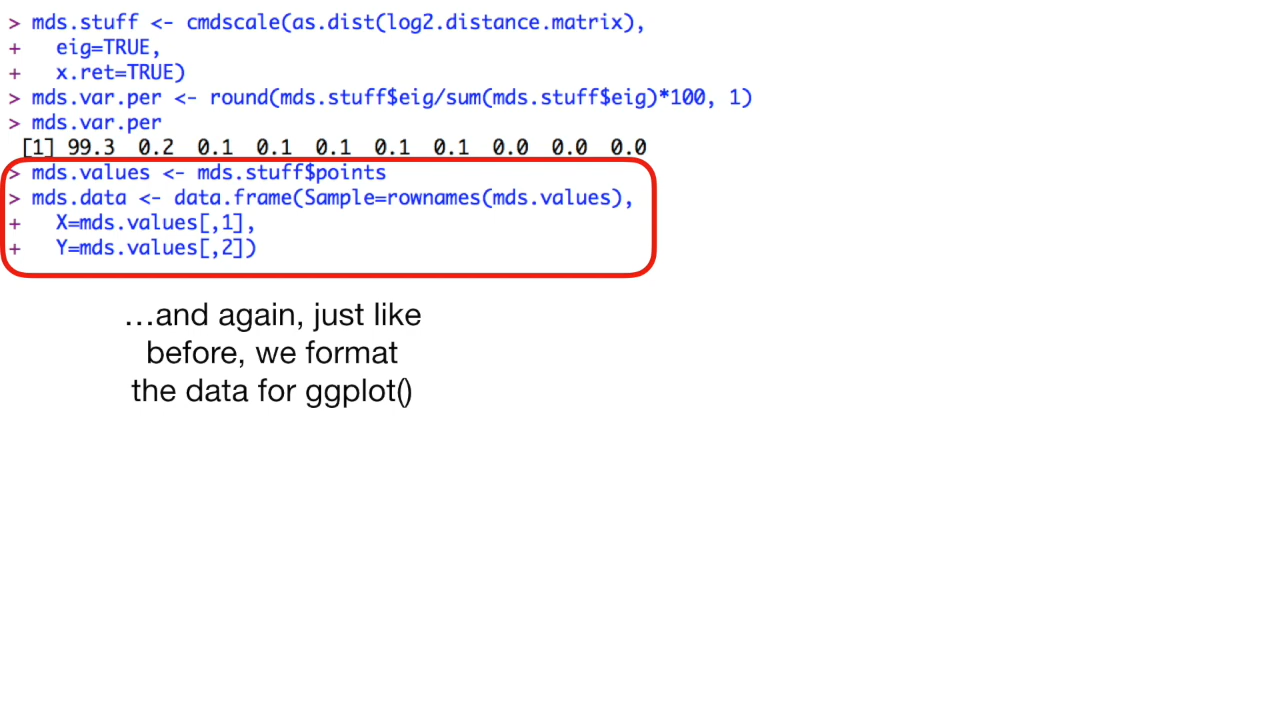 > mds.stuff <- cmdscale(as.dist(log2.distance.matrix),
+   eig=TRUE,
+   x.ret=TRUE)
> mds.var.per <- round(mds.stuff$eig/sum(mds.stuff$eig)*100, 1)
> mds.var.per
[1] 99.3  0.2  0.1  0.1  0.1  0.1  0.1  0.0  0.0  0.0
> mds.values <- mds.stuff$points
> mds.data <- data.frame(Sample=rownames(mds.values),
+   X=mds.values[,1],
+   Y=mds.values[,2])
…and again, just like
before, we format
the data for ggplot()